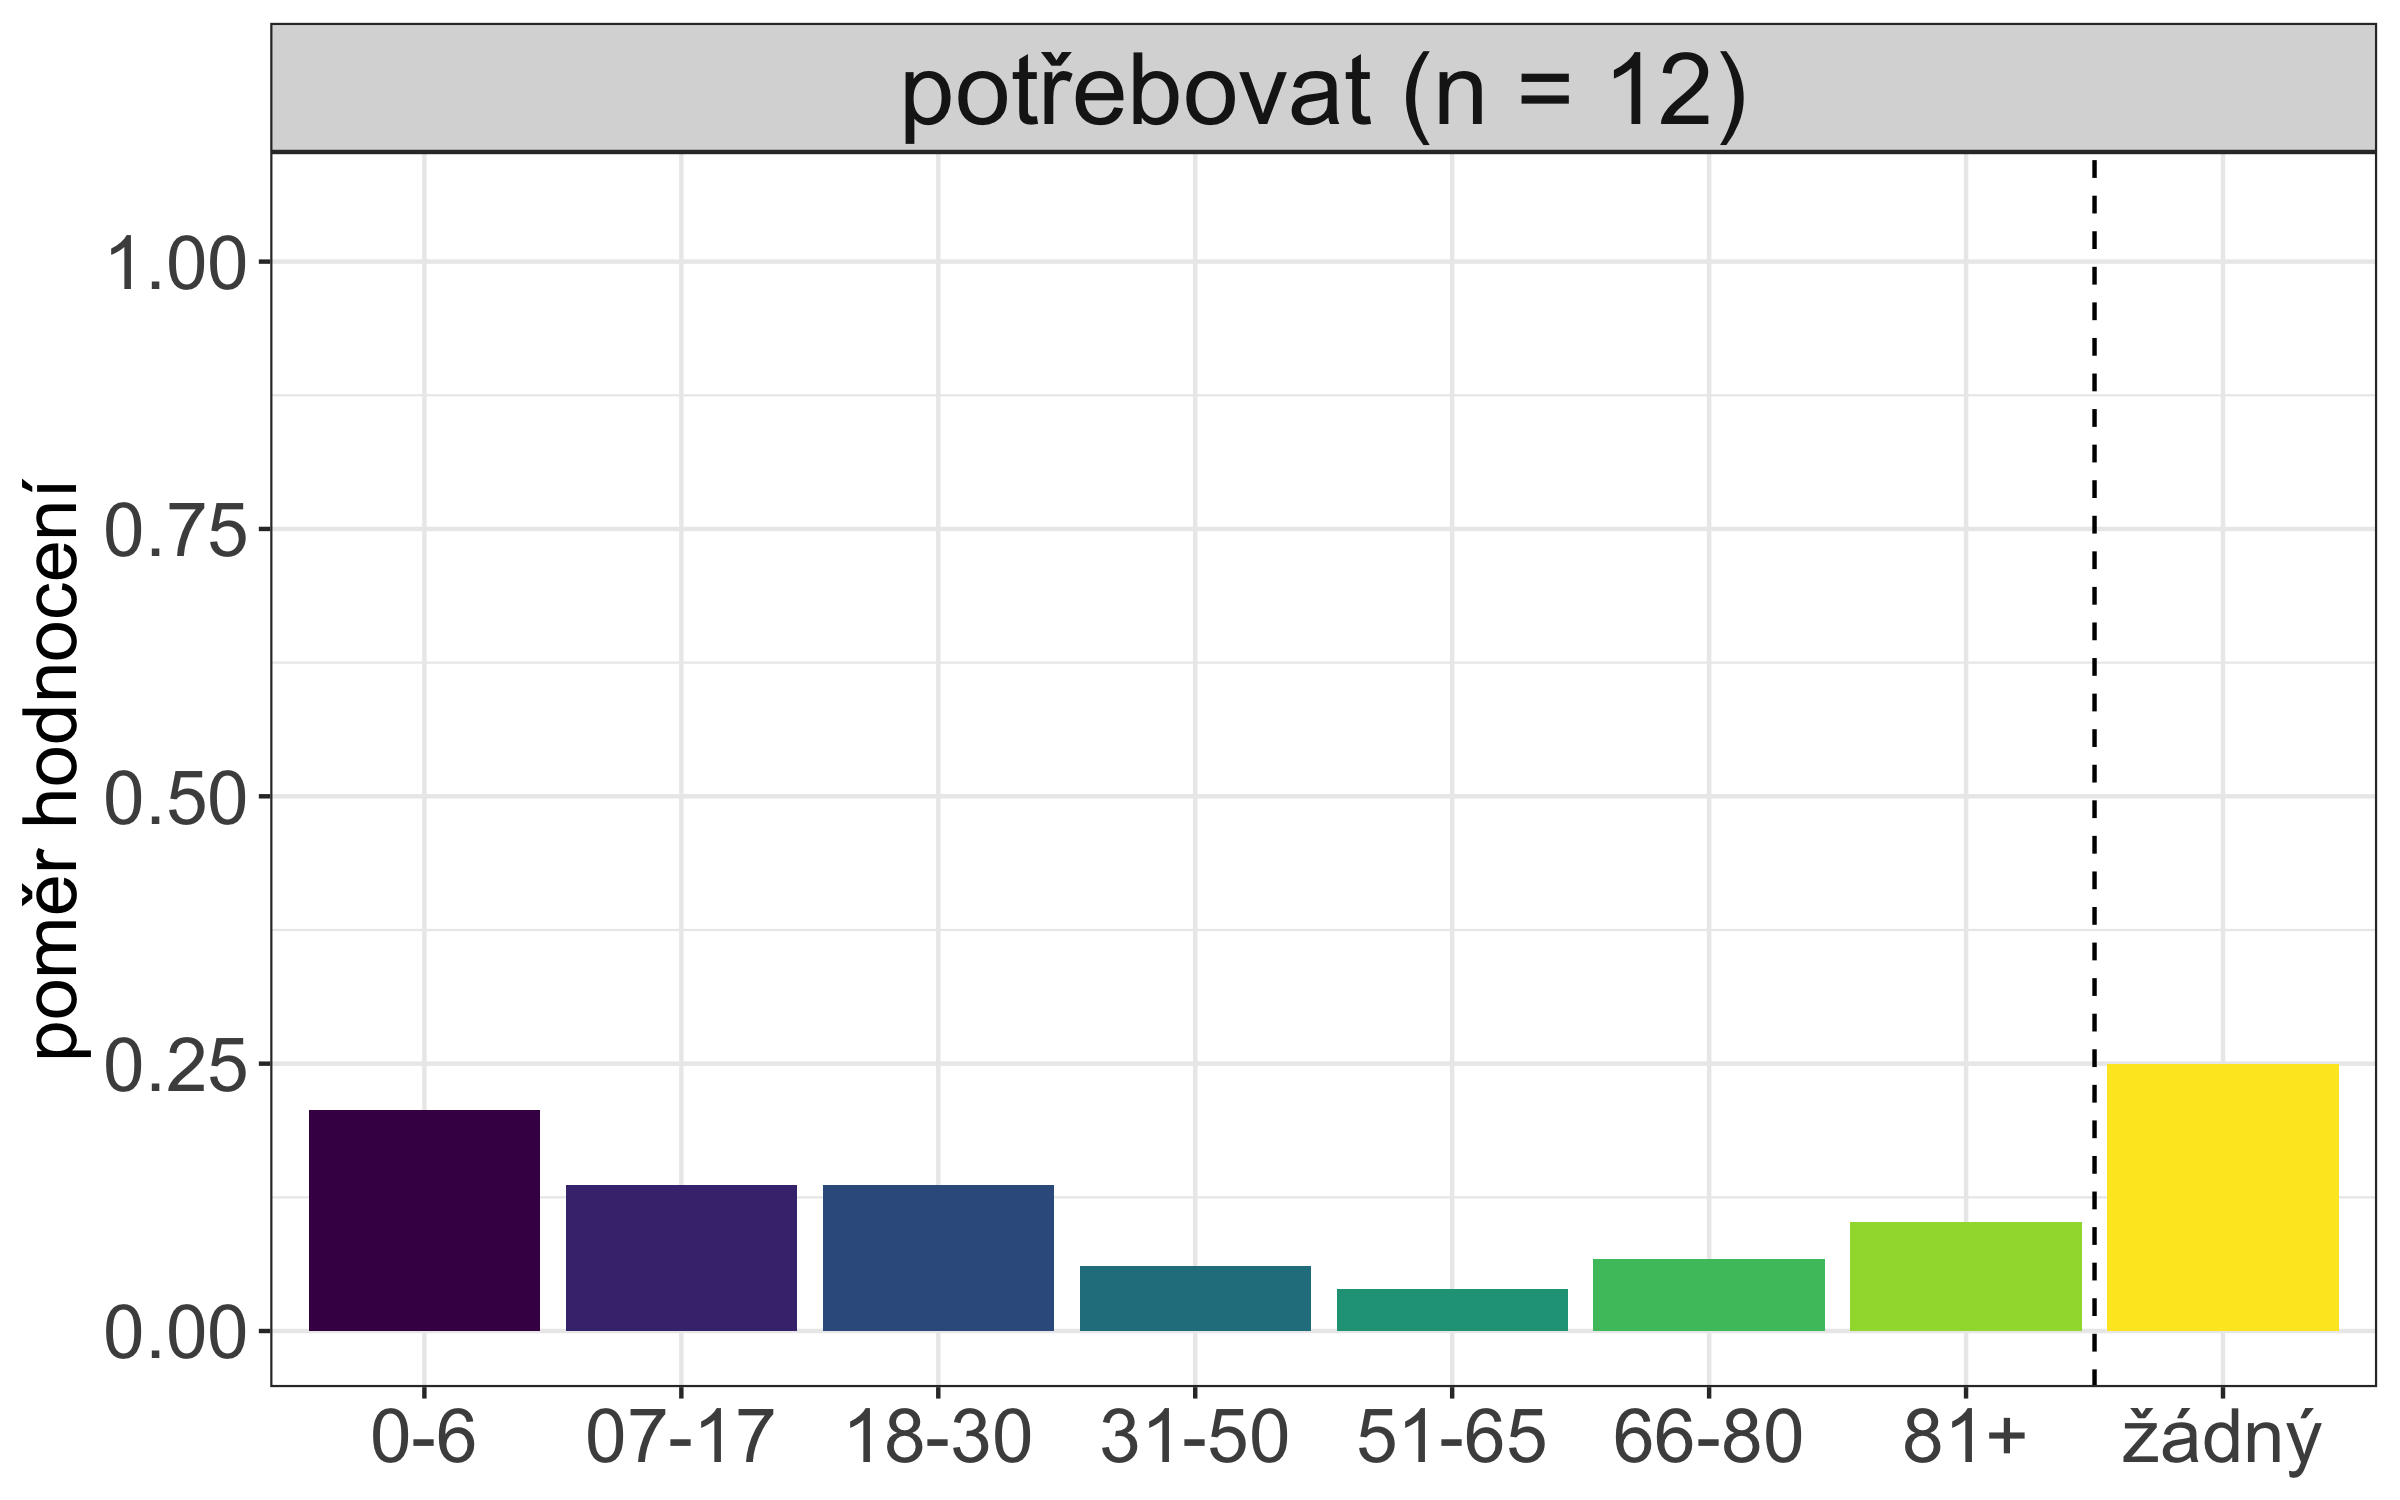 potřebovat (n = 12)
poměr hodnocení
1.00
0.75
0.50
0.25
0.00
0-6 07-17 18-30 31-50 51-65 66-80 81+ žádný